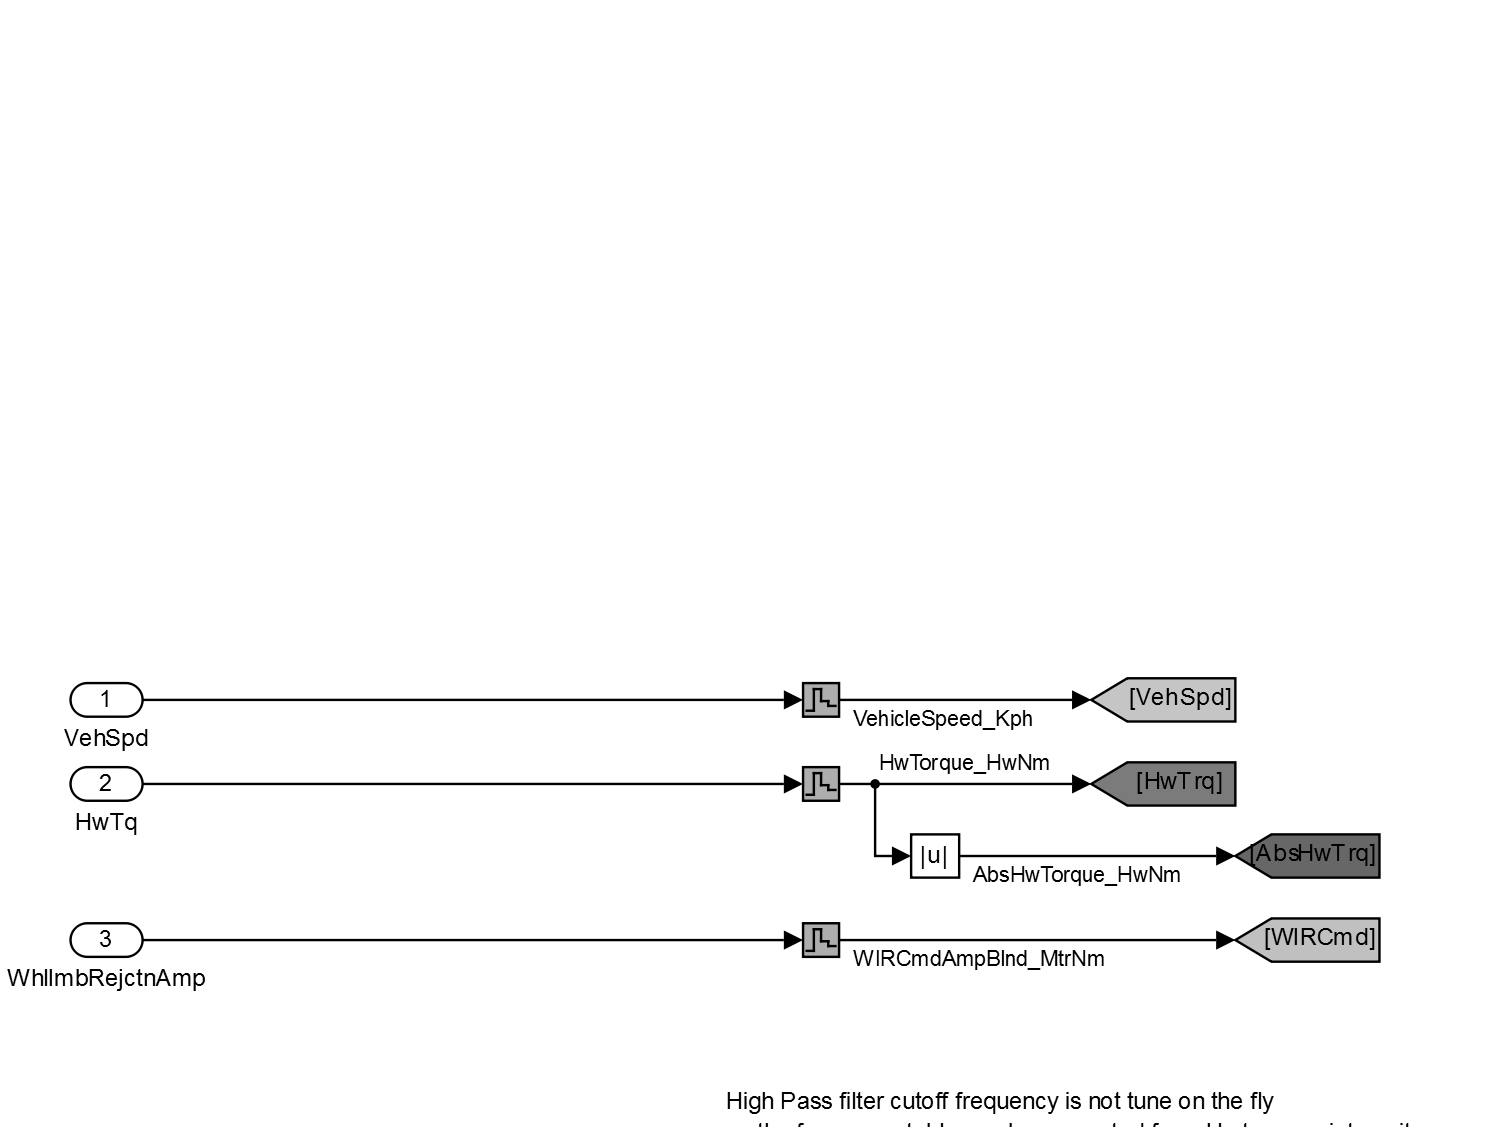 1
[VehSpd]
VehicleSpeed_Kph
VehSpd
HwTorque_HwNm
2
[HwTrq]
HwTq
|u|
[AbsHwTrq]
AbsHwTorque_HwNm
3
[WIRCmd]
WIRCmdAmpBlnd_MtrNm
WhlImbRejctnAmp
High Pass filter cutoff frequency is not tune on the fly